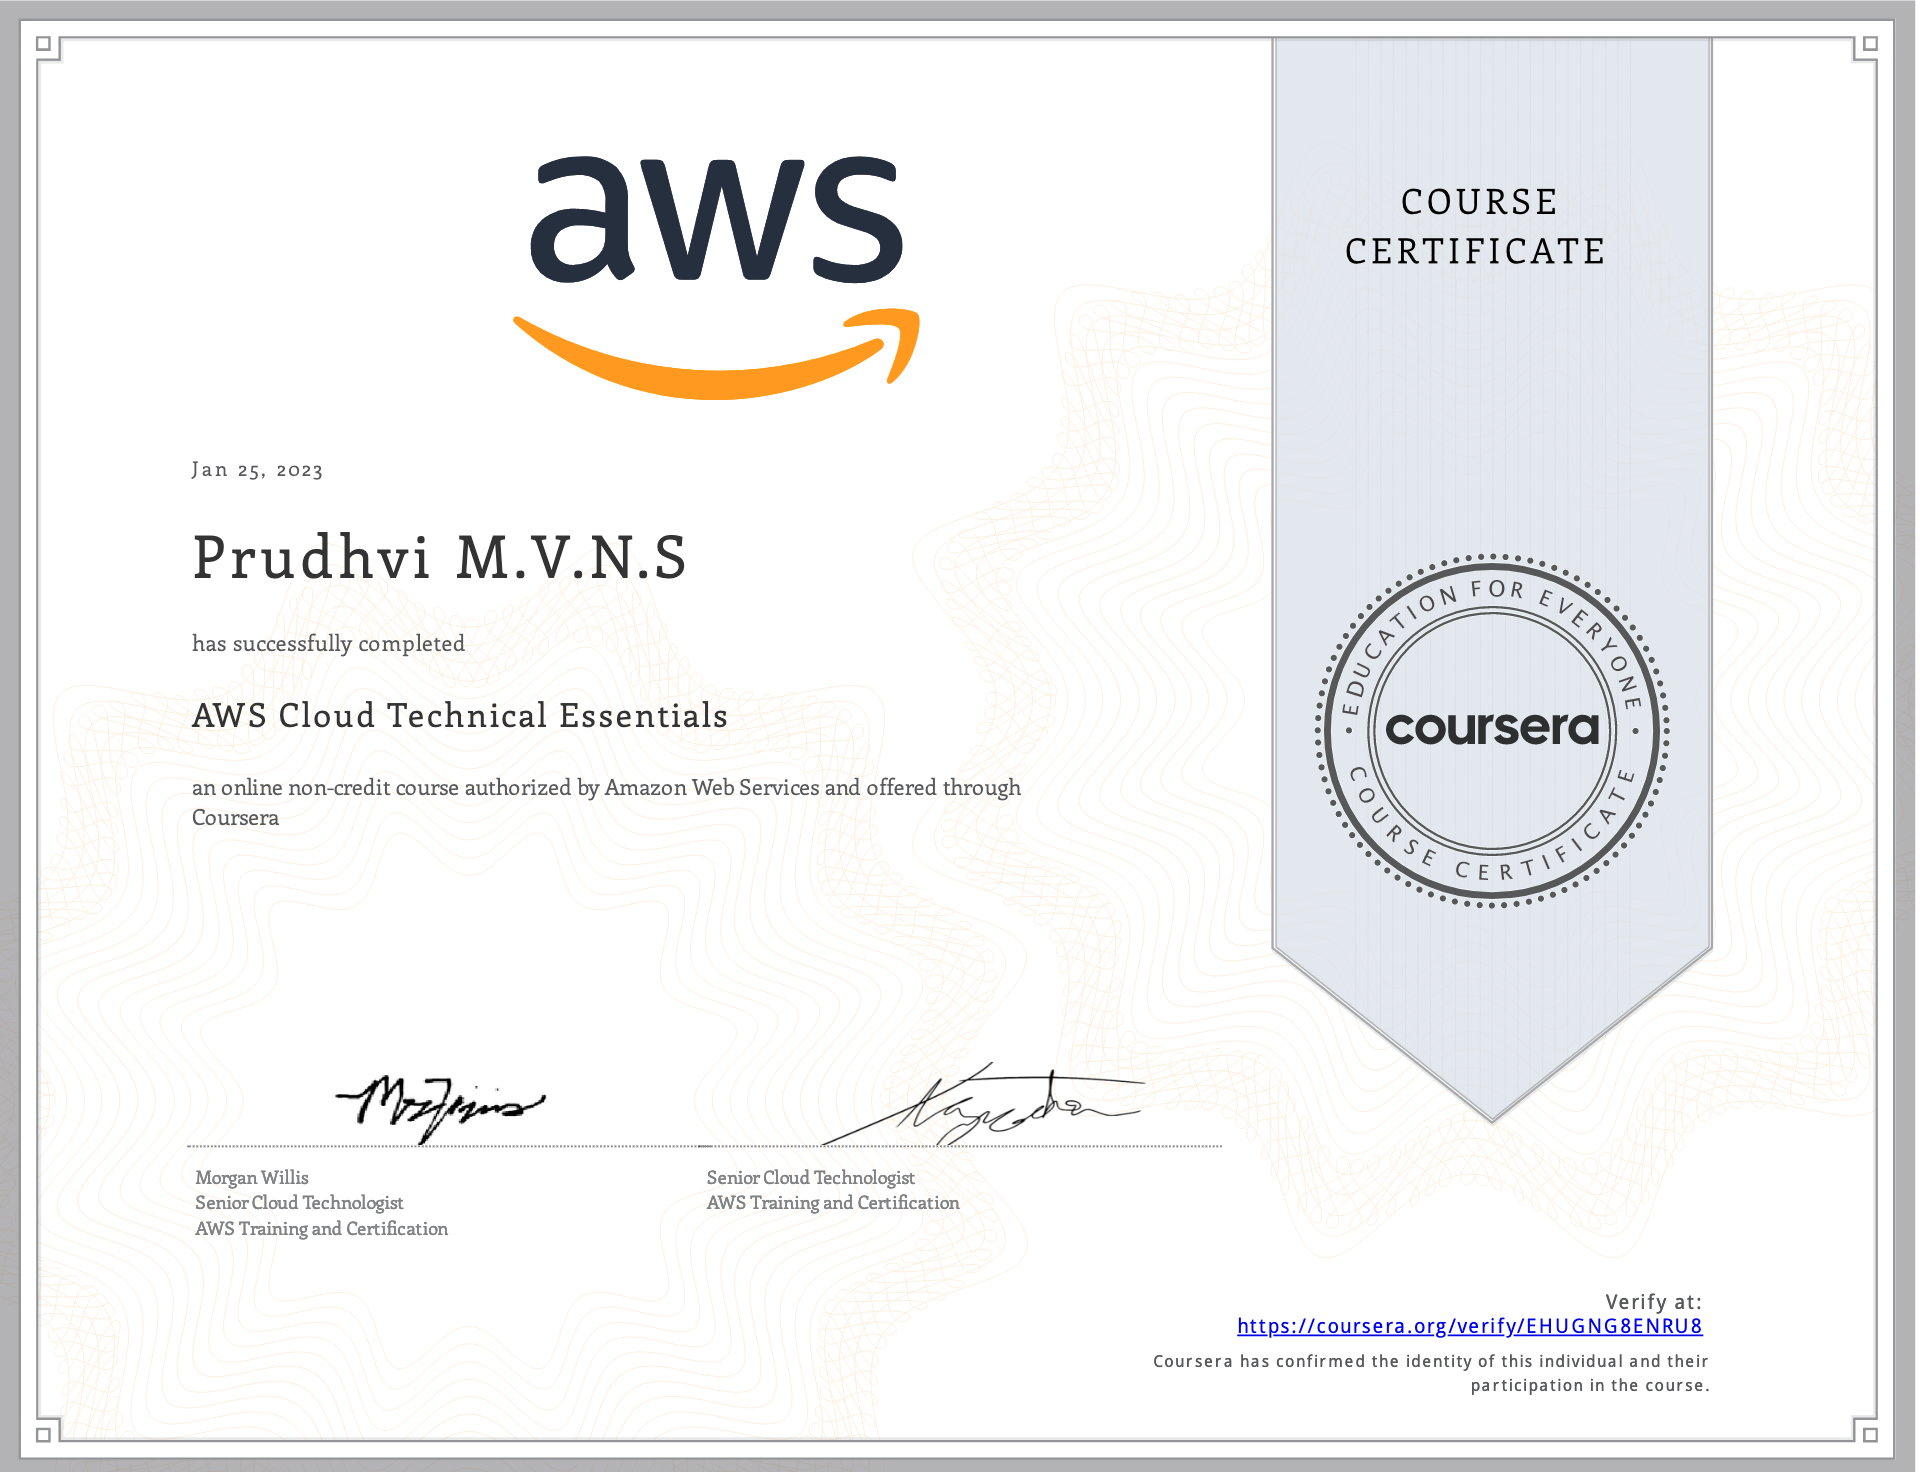 aws
COURSE
CERTIFICATE
Jan 25, 2023
Prudhvi M.V.N.S
has successfully completed
AWS Cloud Technical Essentials
an online non-credit course authorized by Amazon Web Services and offered through
Coursera
EDUCATION FOR EVERYONE
coursera
COURSE CERTIFICATE
Morgan Willis
Senior Cloud Technologist
AWS Training and Certification
Senior Cloud Technologist
AWS Training and Certification
Verify at:
https://coursera.org/verify/EHUGNG8ENRU8
Coursera has confirmed the identity of this individual and their
participation in the course.